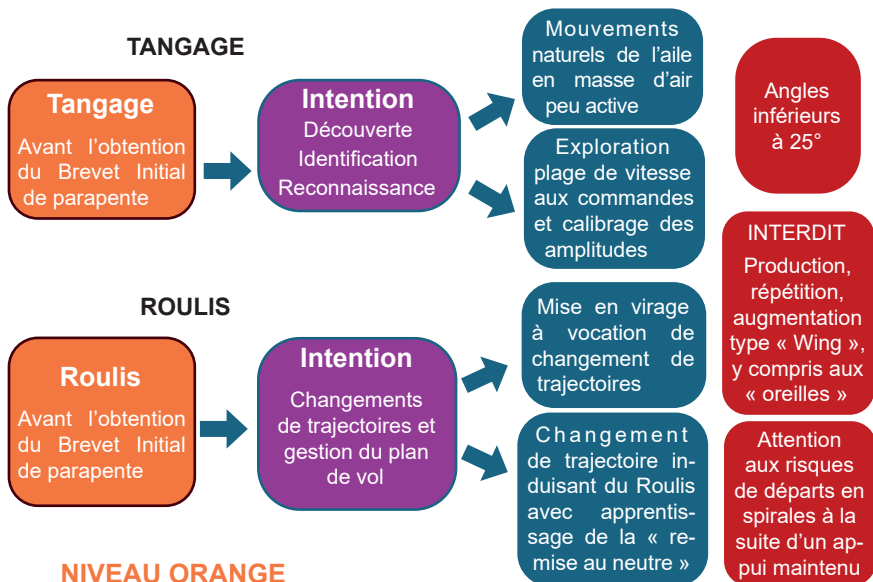 TANGAGE
Tangage
Avant l’obtention
du Brevet Initial
de parapente
Intention
Découverte
Identification
Reconnaissance
Mouvements
naturels de l’aile
en masse d’air
peu active
Exploration
plage de vitesse
aux commandes
et calibrage des
amplitudes
Angles
inférieurs
à 25°
INTERDIT
Production,
répétition,
augmentation
type « Wing »,
y compris aux
« oreilles »
ROULIS
Roulis
Avant l’obtention
du Brevet Initial
de parapente
Intention
Changements
de trajectoires et
gestion du plan
de vol
Mise en virage
à vocation de
changement de
trajectoires
Changement
de trajectoire in-
duisant du Roulis
avec apprentis-
sage de la « re-
mise au neutre »
Attention
aux risques
de départs en
spirales à la
suite d’un ap-
pui maintenu
NIVEAU ORANGE